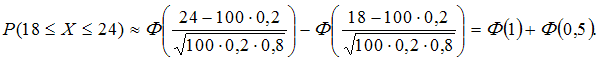 P(18 ≤ X ≤ 24) ≈ Ф((24 – 100 · 0,2)/√(100 · 0,2 · 0,8)) – Ф((18 – 100 · 0,2)/√(100 · 0,2 · 0,8)) = Ф(1) + Ф(0,5).